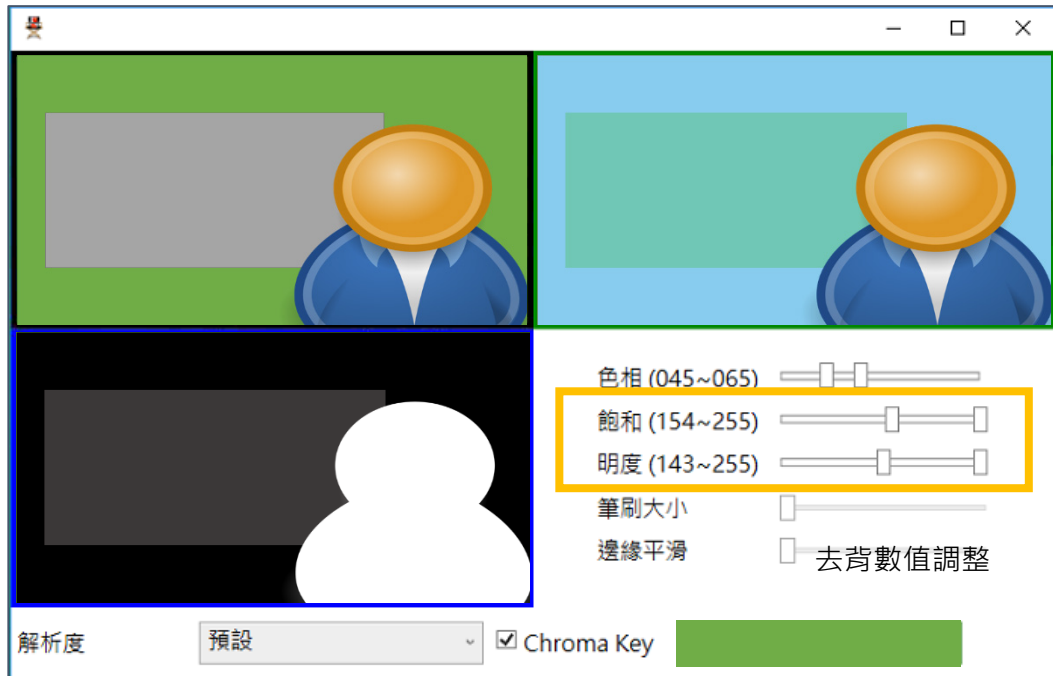 色相 (045~065)
飽和 (154~255)
明度 (143~255)
筆刷大小
邊緣平滑
去背數值調整
解析度 預設 Chroma Key